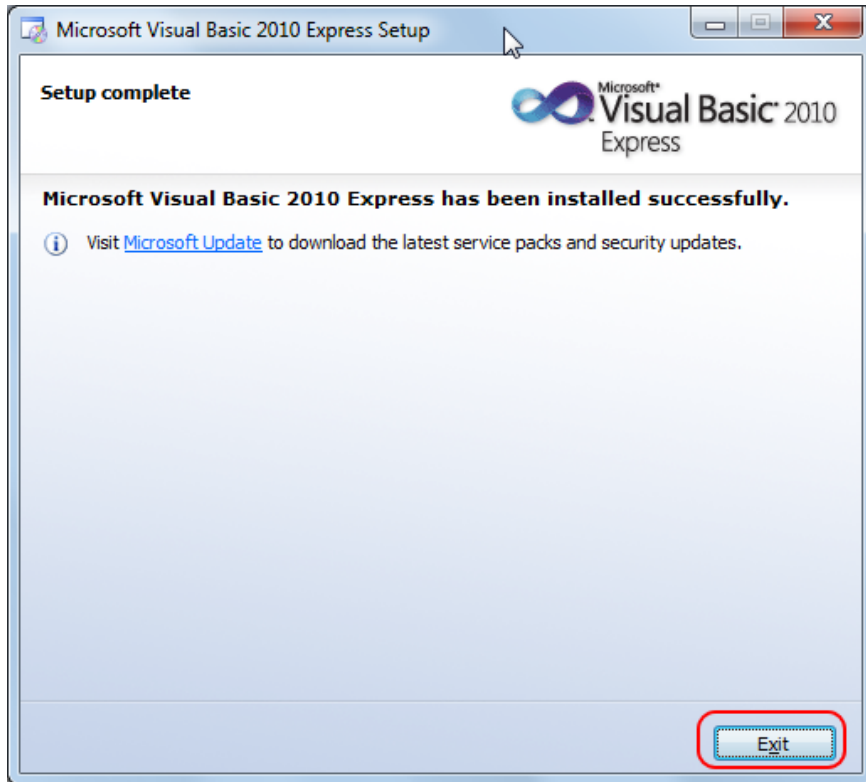 Microsoft Visual Basic 2010 Express Setup
Setup complete
Microsoft®
Visual Basic® 2010
Express
Microsoft Visual Basic 2010 Express has been installed successfully.
Visit Microsoft Update to download the latest service packs and security updates.
Exit